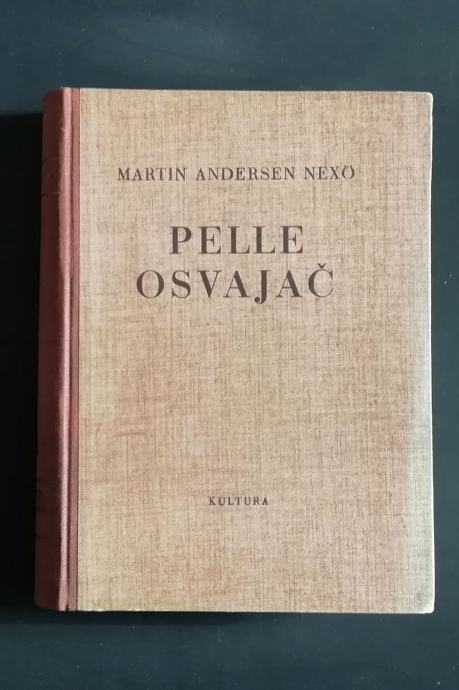 MARTIN ANDERSEN NEXÖ
PELLE
OSVAJAČ
KULTURA